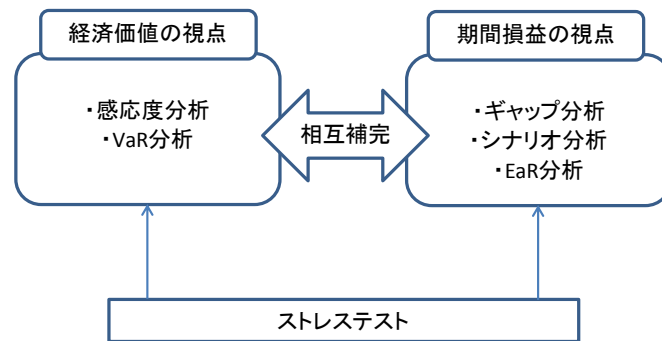 経済価値の視点
・感応度分析
・VaR分析
相互補完
期間損益の視点
・ギャップ分析
・シナリオ分析
・EaR分析
ストレステスト